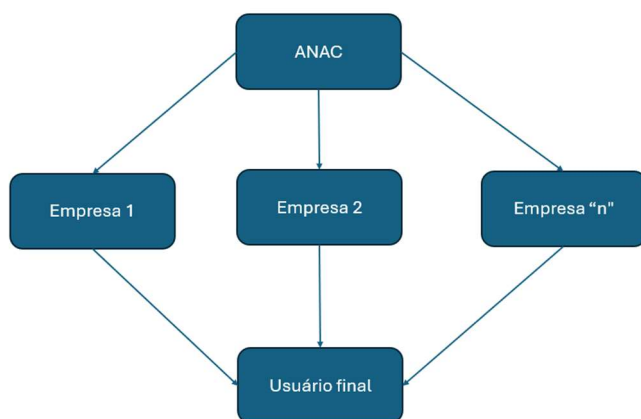 ANAC
Empresa 1
Empresa 2
Empresa “n"
Usuário final